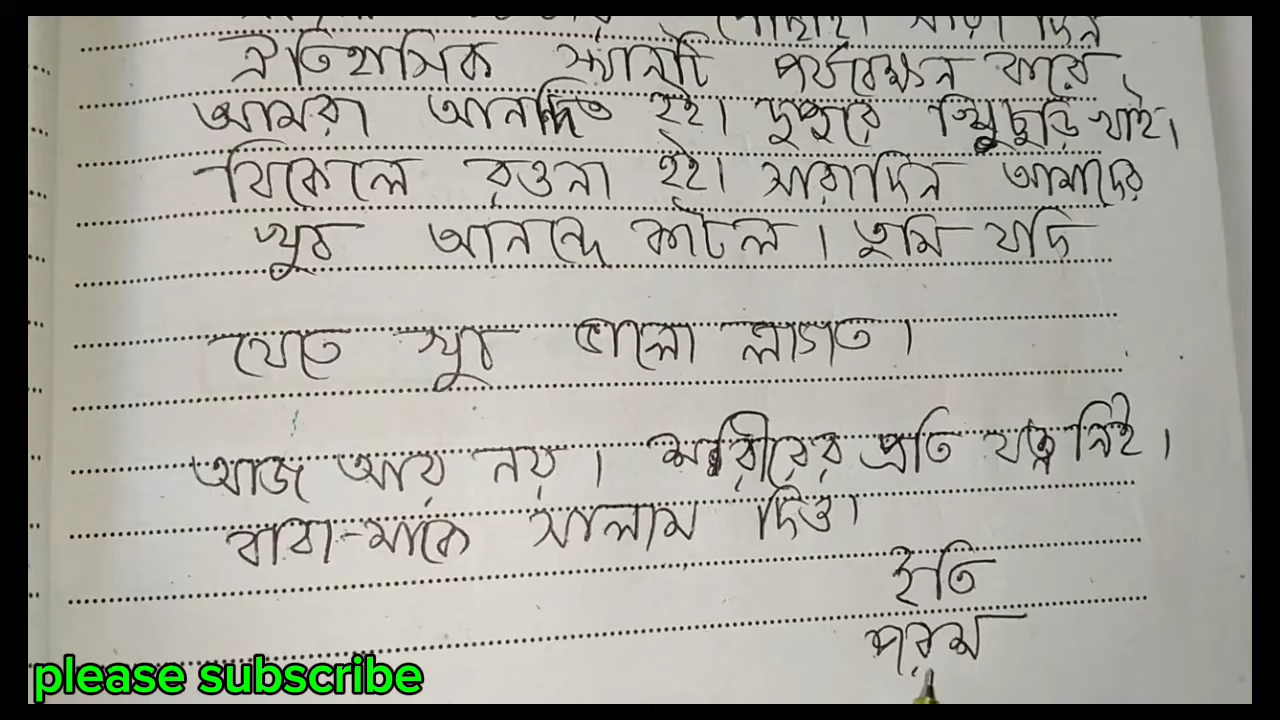 পৌঁছাই। সারা দিন
ঐতিহাসিক স্থানটি পর্যবেক্ষন করে
আমরা আনন্দিত হই। দুপুরে খিচুড়ি খাই।
বিকেলে রওনা হই। সারাদিন আমাদের
খুব আনন্দে কাটল। তুমি যদি
যেতে খুব ভালো লাগত।
আজ আর নয়। শরীরের প্রতি যত্ন নিই।
বাবা-মাকে সালাম দিও।
ইতি
পরম
please subscribe